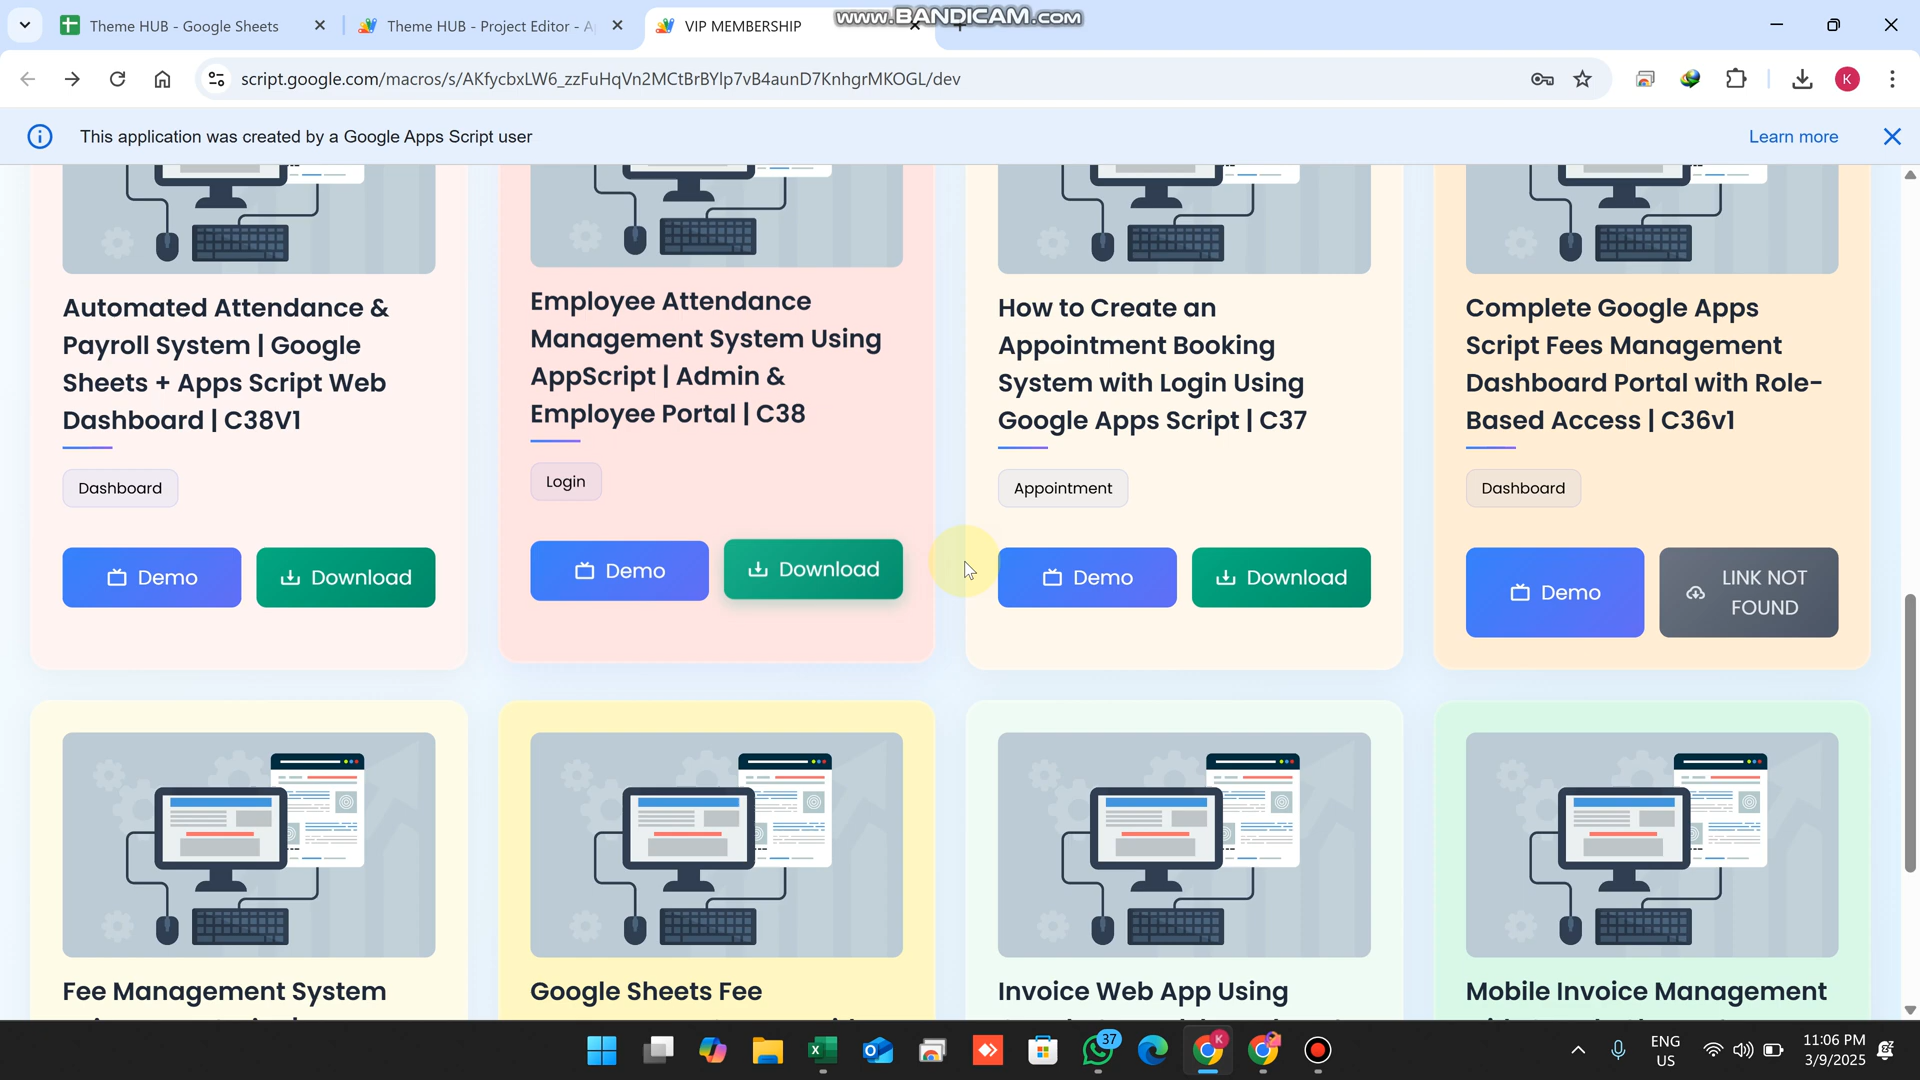 Theme HUB - Google Sheets
Theme HUB - Project Editor - A
VIP MEMBERSHIP
www.BANDICAM.com
script.google.com/macros/s/AKfycbxLW6_zzFuHqVn2MCtBrBYlp7vB4aunD7KnhgrMKOGL/dev
K
This application was created by a Google Apps Script user
Learn more
Automated Attendance &
Payroll System | Google
Sheets + Apps Script Web
Dashboard | C38V1
Dashboard
Demo
Download
Employee Attendance
Management System Using
AppScript | Admin &
Employee Portal | C38
Login
Demo
Download
How to Create an
Appointment Booking
System with Login Using
Google Apps Script | C37
Appointment
Demo
Download
Complete Google Apps
Script Fees Management
Dashboard Portal with Role-
Based Access | C36v1
Dashboard
Demo
LINK NOT
FOUND
Fee Management System
Google Sheets Fee
Invoice Web App Using
Mobile Invoice Management
37
K
ENG
US
11:06 PM
3/9/2025